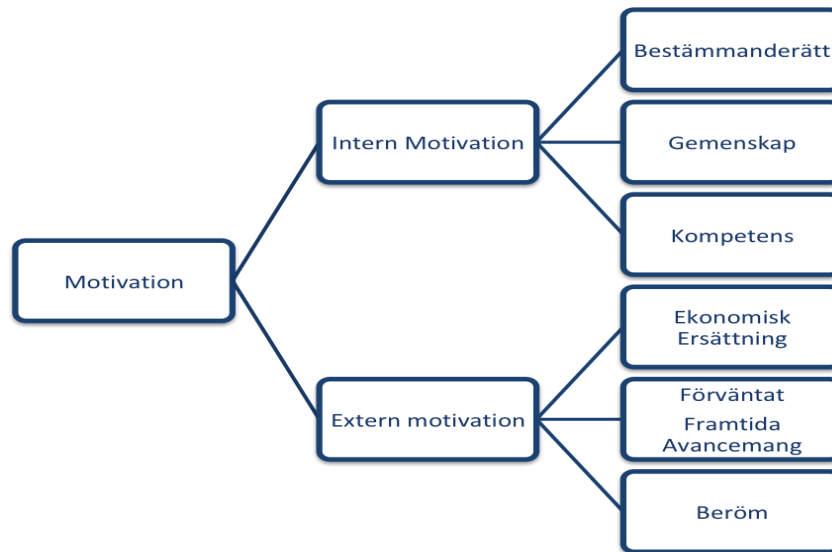 Motivation
Intern Motivation
Bestämmanderätt
Gemenskap
Kompetens
Extern motivation
Ekonomisk
Ersättning
Förväntat
Framtida
Avancemang
Beröm